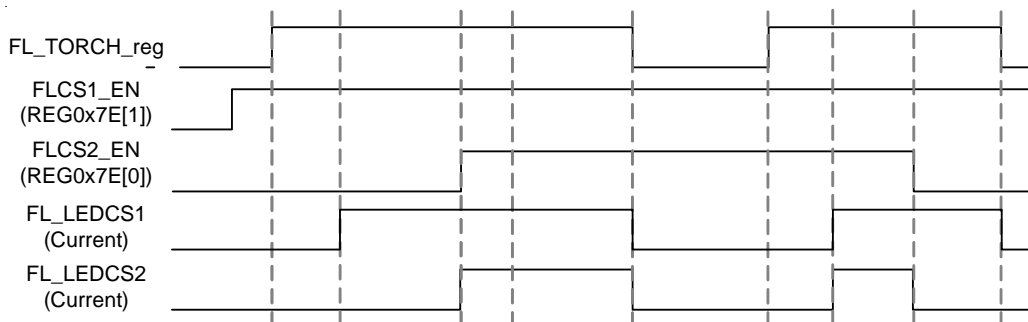 FL_TORCH_reg
FLCS1_EN
(REG0x7E[1])
FLCS2_EN
(REG0x7E[0])
FL_LEDCS1
(Current)
FL_LEDCS2
(Current)